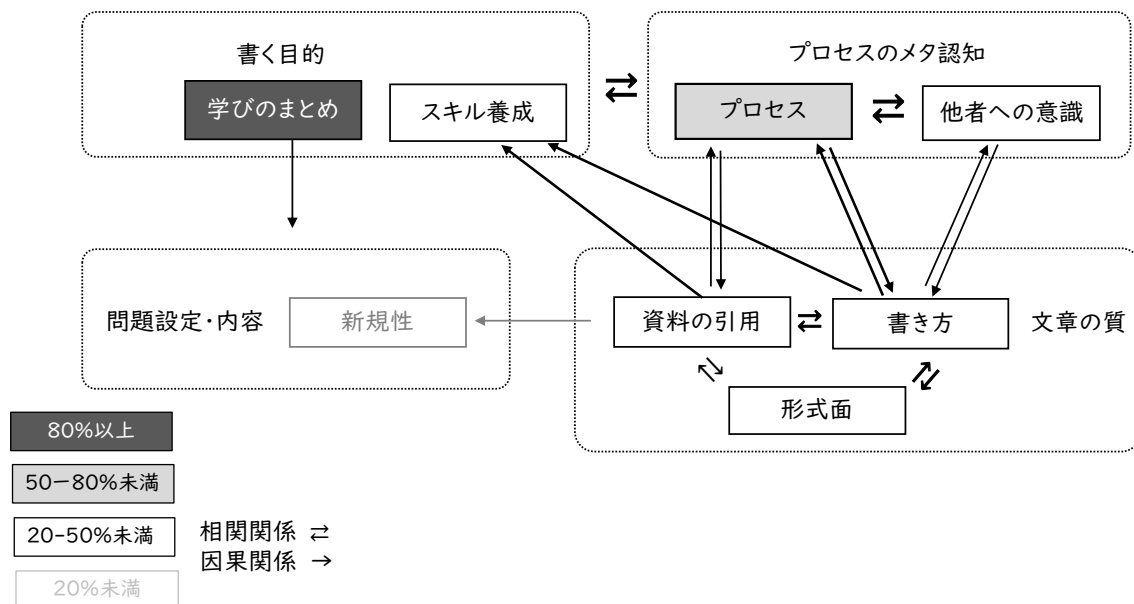 書く目的
学びのまとめ
スキル養成
⇄
プロセスのメタ認知
プロセス
⇄
他者への意識
問題設定・内容
新規性
資料の引用
⇄
書き方
文章の質
形式面
80%以上
50−80%未満
20-50%未満
20%未満
相関関係 ⇄
因果関係 →